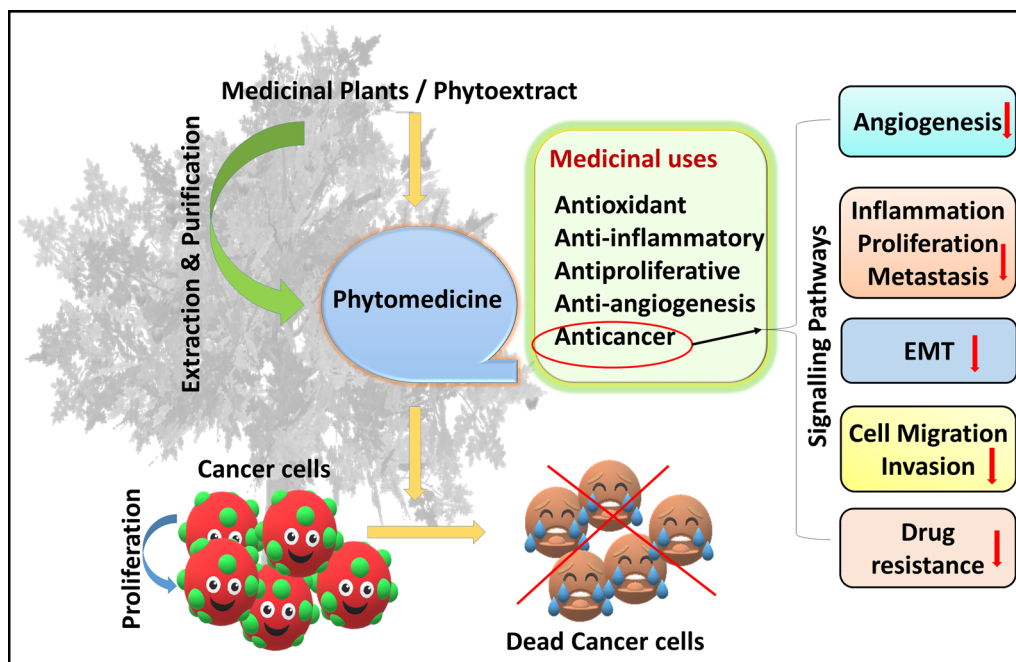 Medicinal Plants / Phytoextract
Extraction & Purification
Phytomedicine
Medicinal uses
Antioxidant
Anti-inflammatory
Antiproliferative
Anti-angiogenesis
Anticancer
Signalling Pathways
Angiogenesis
Inflammation
Proliferation
Metastasis
EMT
Cell Migration
Invasion
Drug
resistance
Cancer cells
Proliferation
Dead Cancer cells